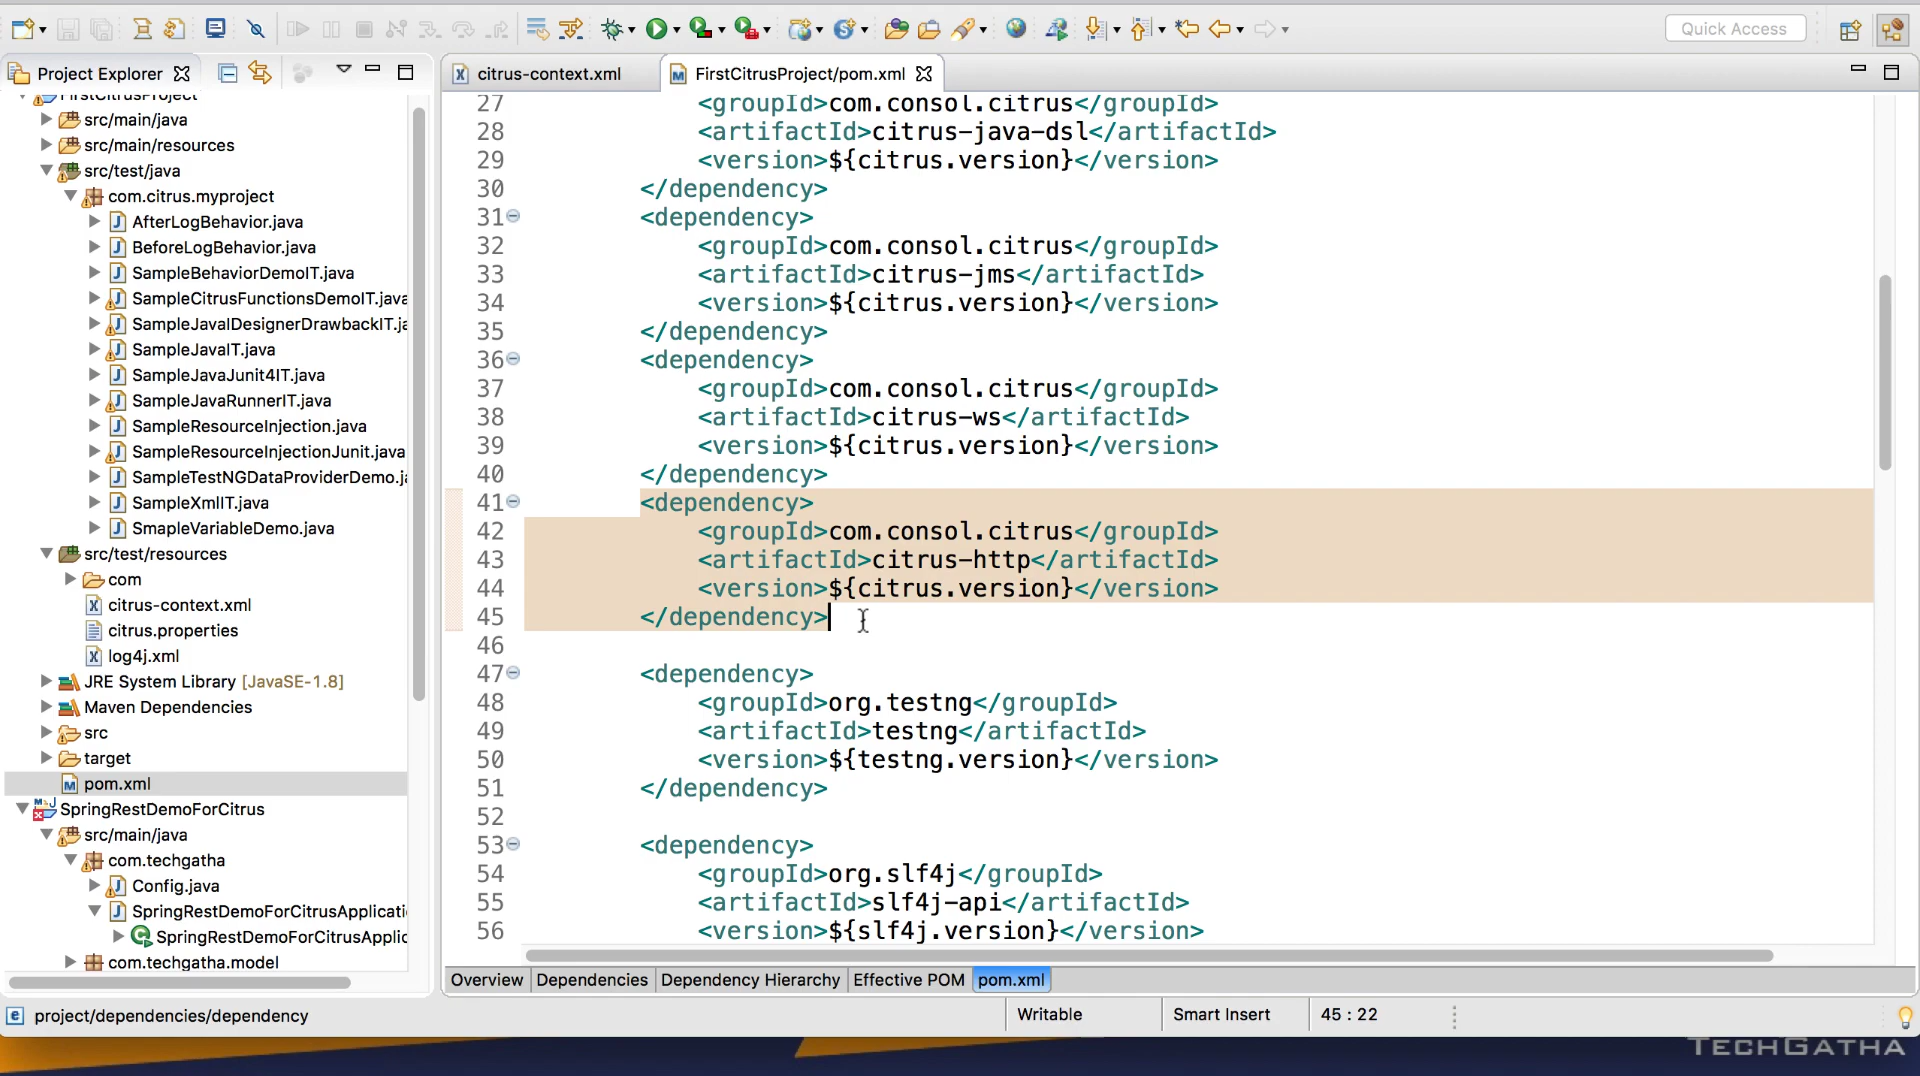 Quick Access
Project Explorer
citrus-context.xml
FirstCitrusProject/pom.xml
FirstCitrusProject
src/main/java
src/main/resources
src/test/java
com.citrus.myproject
AfterLogBehavior.java
BeforeLogBehavior.java
SampleBehaviorDemoIT.java
SampleCitrusFunctionsDemoIT.java
SampleJavaIDesignerDrawbackIT.ja
SampleJavaIT.java
SampleJavaJunit4IT.java
SampleJavaRunnerIT.java
SampleResourceInjection.java
SampleResourceInjectionJunit.java
SampleTestNGDataProviderDemo.ja
SampleXmlIT.java
SmapleVariableDemo.java
src/test/resources
com
citrus-context.xml
citrus.properties
log4j.xml
JRE System Library [JavaSE-1.8]
Maven Dependencies
src
target
pom.xml
SpringRestDemoForCitrus
src/main/java
com.techgatha
Config.java
SpringRestDemoForCitrusApplicati
SpringRestDemoForCitrusApplic
com.techgatha.model
27 <groupId>com.consol.citrus</groupId>
28 <artifactId>citrus-java-dsl</artifactId>
29 <version>${citrus.version}</version>
30 </dependency>
31 <dependency>
32 <groupId>com.consol.citrus</groupId>
33 <artifactId>citrus-jms</artifactId>
34 <version>${citrus.version}</version>
35 </dependency>
36 <dependency>
37 <groupId>com.consol.citrus</groupId>
38 <artifactId>citrus-ws</artifactId>
39 <version>${citrus.version}</version>
40 </dependency>
41 <dependency>
42 <groupId>com.consol.citrus</groupId>
43 <artifactId>citrus-http</artifactId>
44 <version>${citrus.version}</version>
45 </dependency>
46
47 <dependency>
48 <groupId>org.testng</groupId>
49 <artifactId>testng</artifactId>
50 <version>${testng.version}</version>
51 </dependency>
52
53 <dependency>
54 <groupId>org.slf4j</groupId>
55 <artifactId>slf4j-api</artifactId>
56 <version>${slf4j.version}</version>
Overview Dependencies Dependency Hierarchy Effective POM pom.xml
project/dependencies/dependency Writable Smart Insert 45 : 22
TECHGATHA